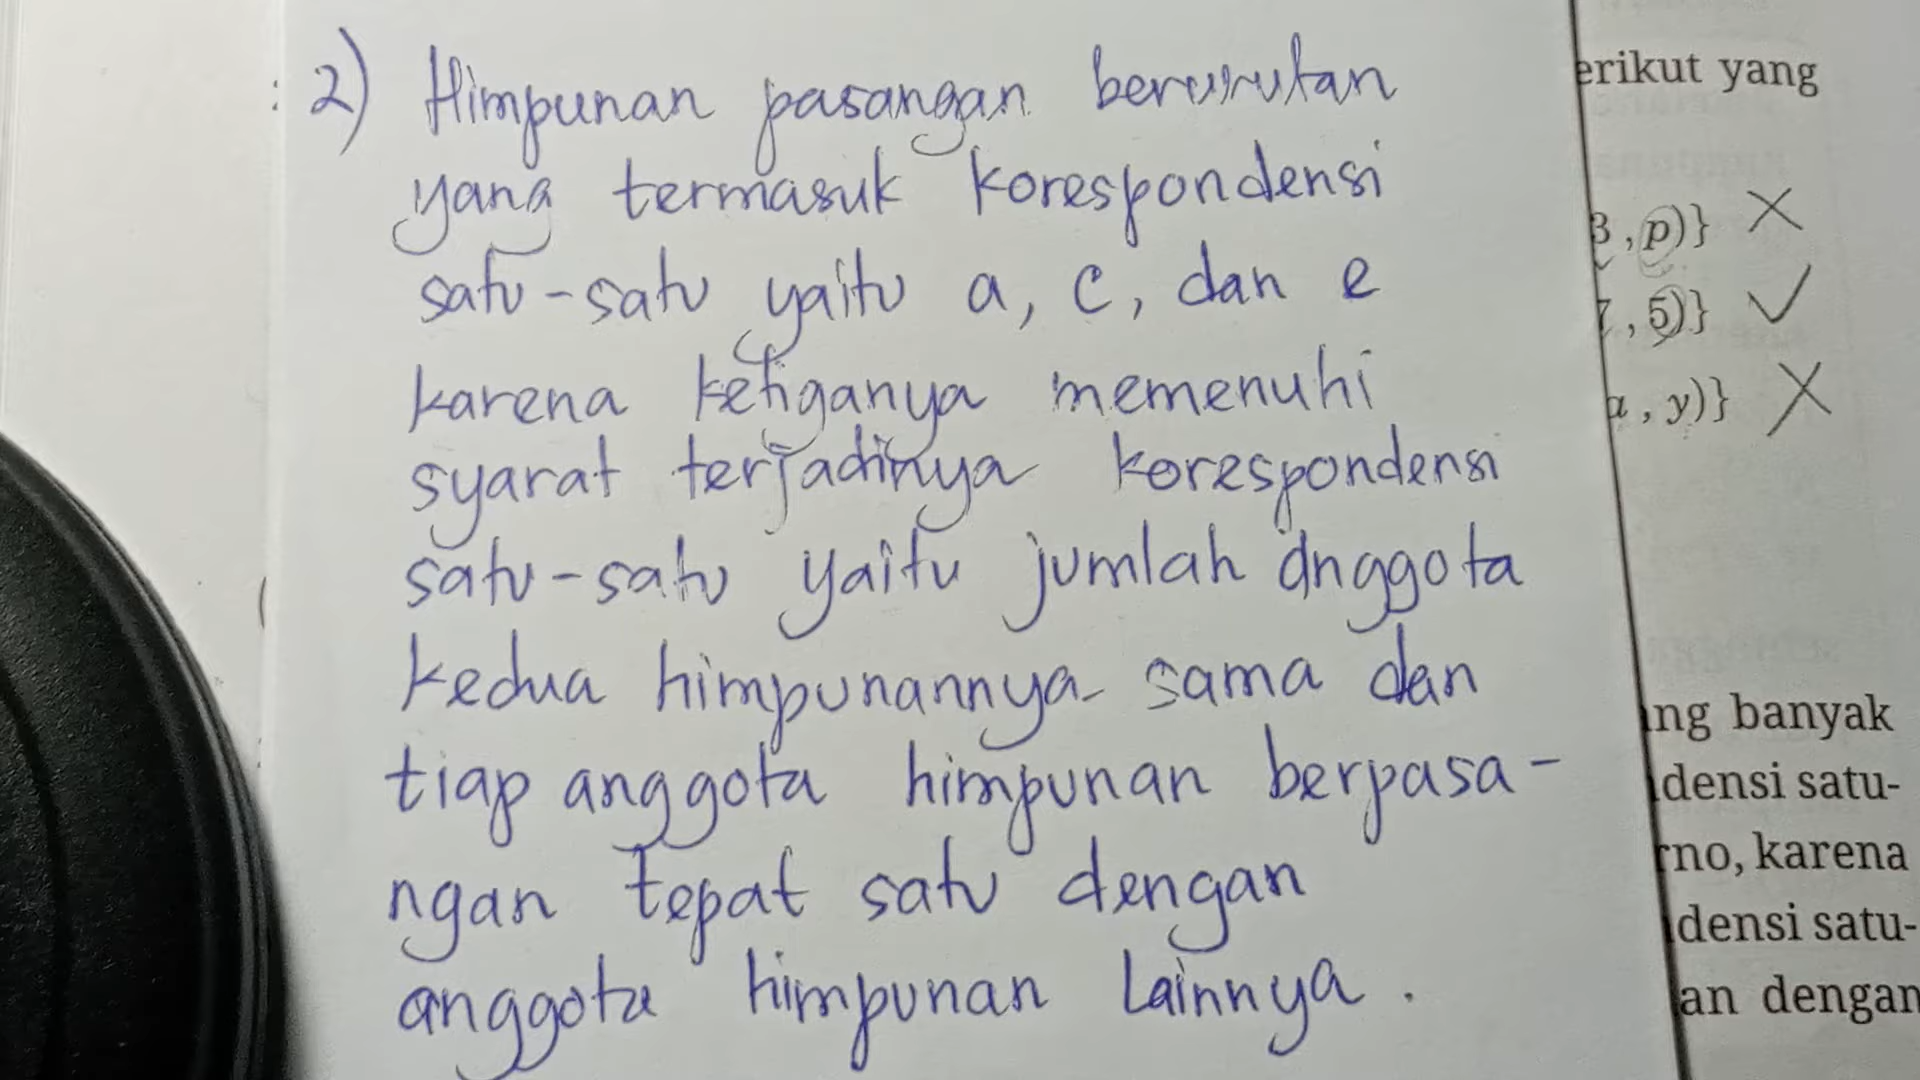 2) Himpunan pasangan berurutan
yang termasuk korespondensi
satu-satu yaitu a, c, dan e
karena ketiganya memenuhi
syarat terjadinya korespondensi
satu-satu yaitu jumlah anggota
kedua himpunannya sama dan
tiap anggota himpunan berpasa-
ngan tepat satu dengan
anggota himpunan Lainnya.
erikut yang
3,p)}
7,5)}
a,y)}
ng banyak
densi satu-
rno, karena
densi satu-
an dengan